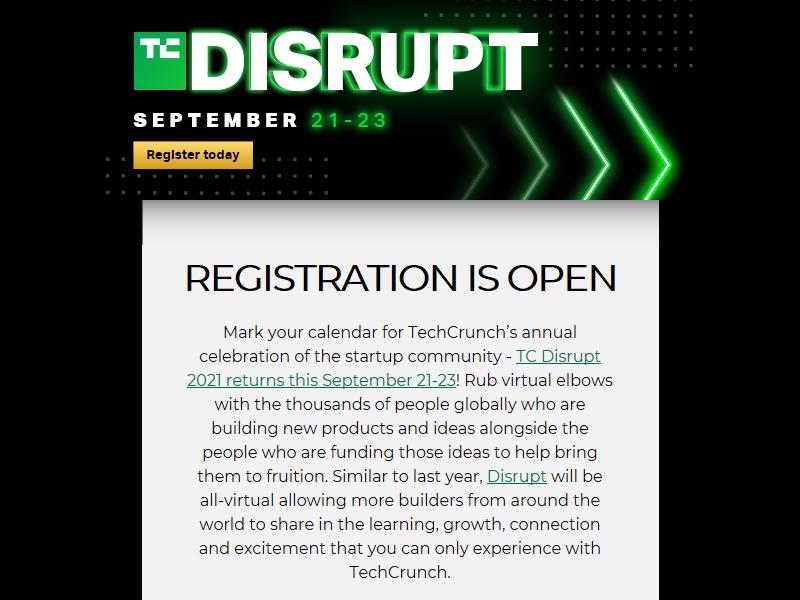 TC DISRUPT
SEPTEMBER 21-23
Register today
REGISTRATION IS OPEN
Mark your calendar for TechCrunch’s annual
celebration of the startup community - TC Disrupt
2021 returns this September 21-23! Rub virtual elbows
with the thousands of people globally who are
building new products and ideas alongside the
people who are funding those ideas to help bring
them to fruition. Similar to last year, Disrupt will be
all-virtual allowing more builders from around the
world to share in the learning, growth, connection
and excitement that you can only experience with
TechCrunch.